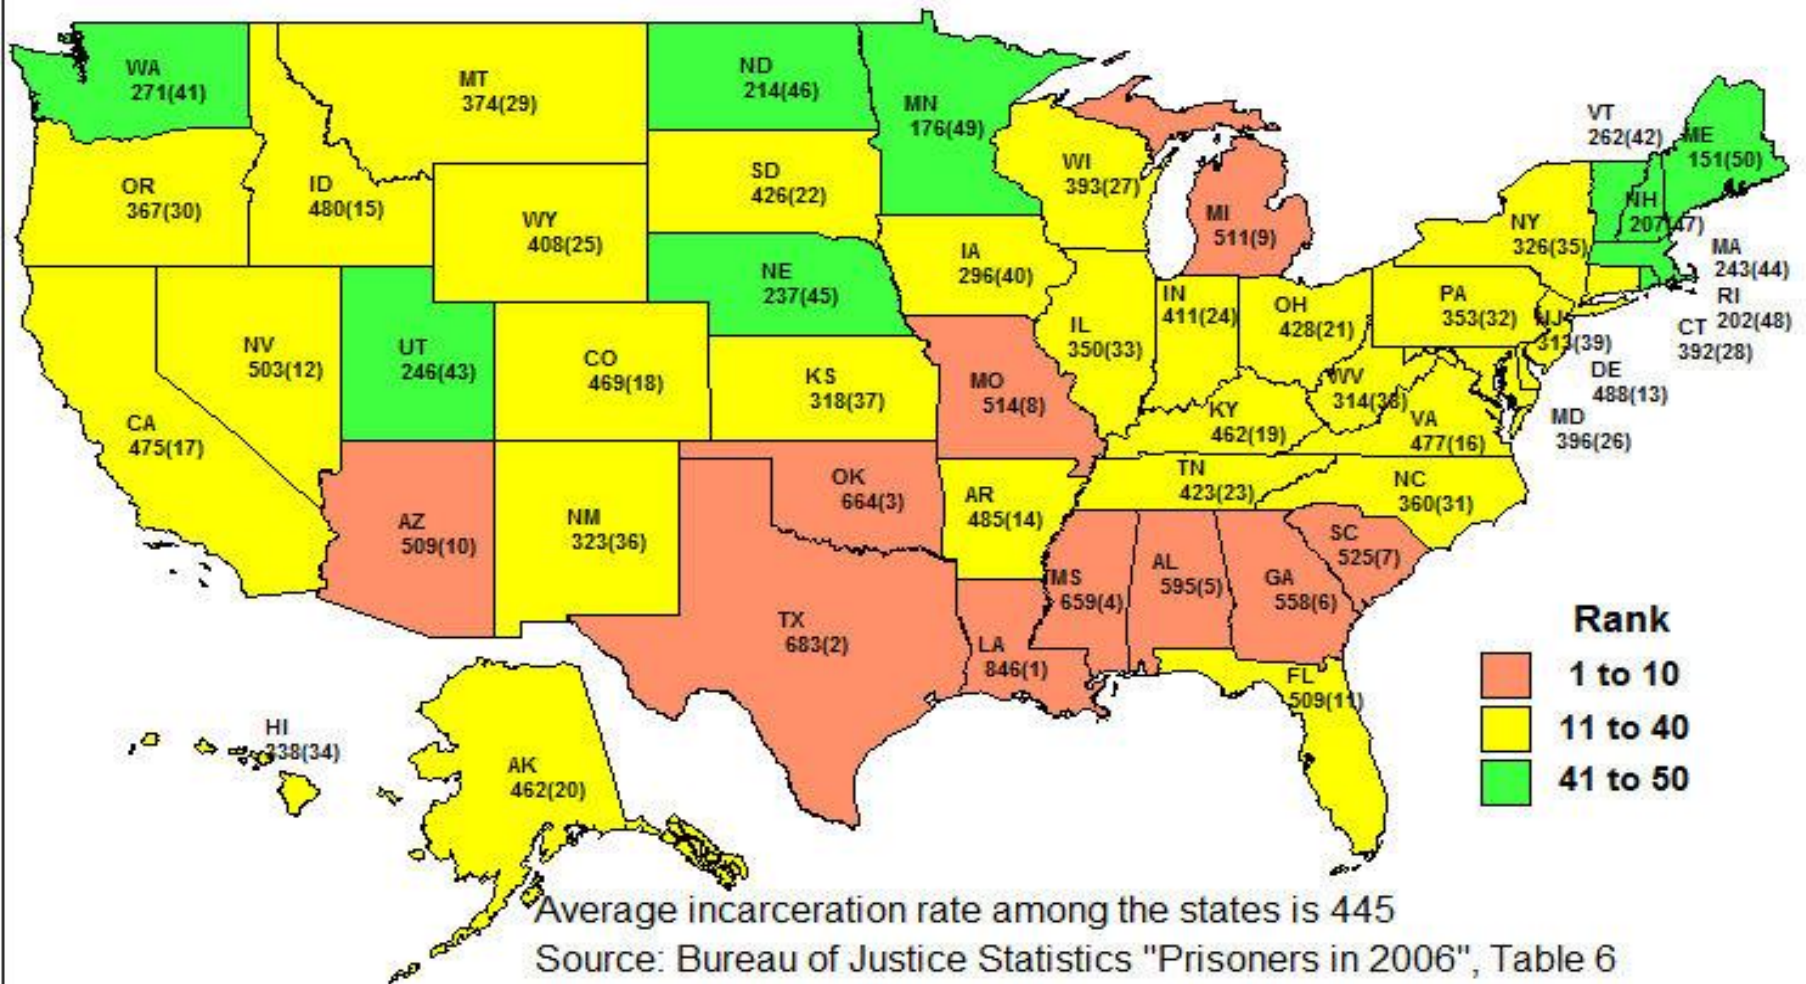 WA
271(41)
MT
374(29)
ND
214(46)
MN
176(49)
VT
262(42)
ME
151(50)
OR
367(30)
ID
480(15)
WY
408(25)
SD
426(22)
WI
393(27)
MI
511(9)
NY
326(35)
NH
207(47)
MA
243(44)
RI
202(48)
CT
392(28)
IA
296(40)
NE
237(45)
IL
350(33)
IN
411(24)
OH
428(21)
PA
353(32)
NJ
313(39)
DE
488(13)
MD
396(26)
NV
503(12)
UT
246(43)
CO
469(18)
KS
318(37)
MO
514(8)
KY
462(19)
WV
314(38)
VA
477(16)
CA
475(17)
AZ
509(10)
NM
323(36)
OK
664(3)
AR
485(14)
TN
423(23)
NC
360(31)
SC
525(7)
TX
683(2)
LA
846(1)
MS
659(4)
AL
595(5)
GA
558(6)
FL
509(11)
HI
338(34)
AK
462(20)
Rank
1 to 10
11 to 40
41 to 50
Average incarceration rate among the states is 445
Source: Bureau of Justice Statistics "Prisoners in 2006", Table 6